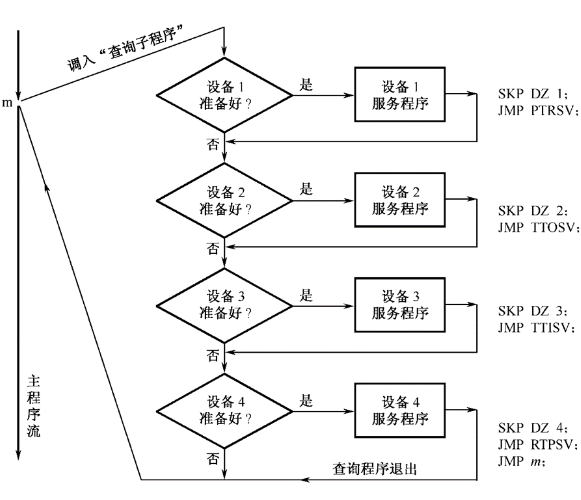 调入“查询子程序”
m
设备 1
准备好?
是
设备 1
服务程序
SKP DZ 1;
JMP PTRSV;
否
设备 2
准备好?
是
设备 2
服务程序
SKP DZ 2;
JMP TTOSV;
否
设备 3
准备好?
是
设备 3
服务程序
SKP DZ 3;
JMP TTISV;
否
主程序流
设备 4
准备好?
是
设备 4
服务程序
SKP DZ 4;
JMP RTPSV;
JMP m;
否
查询程序退出